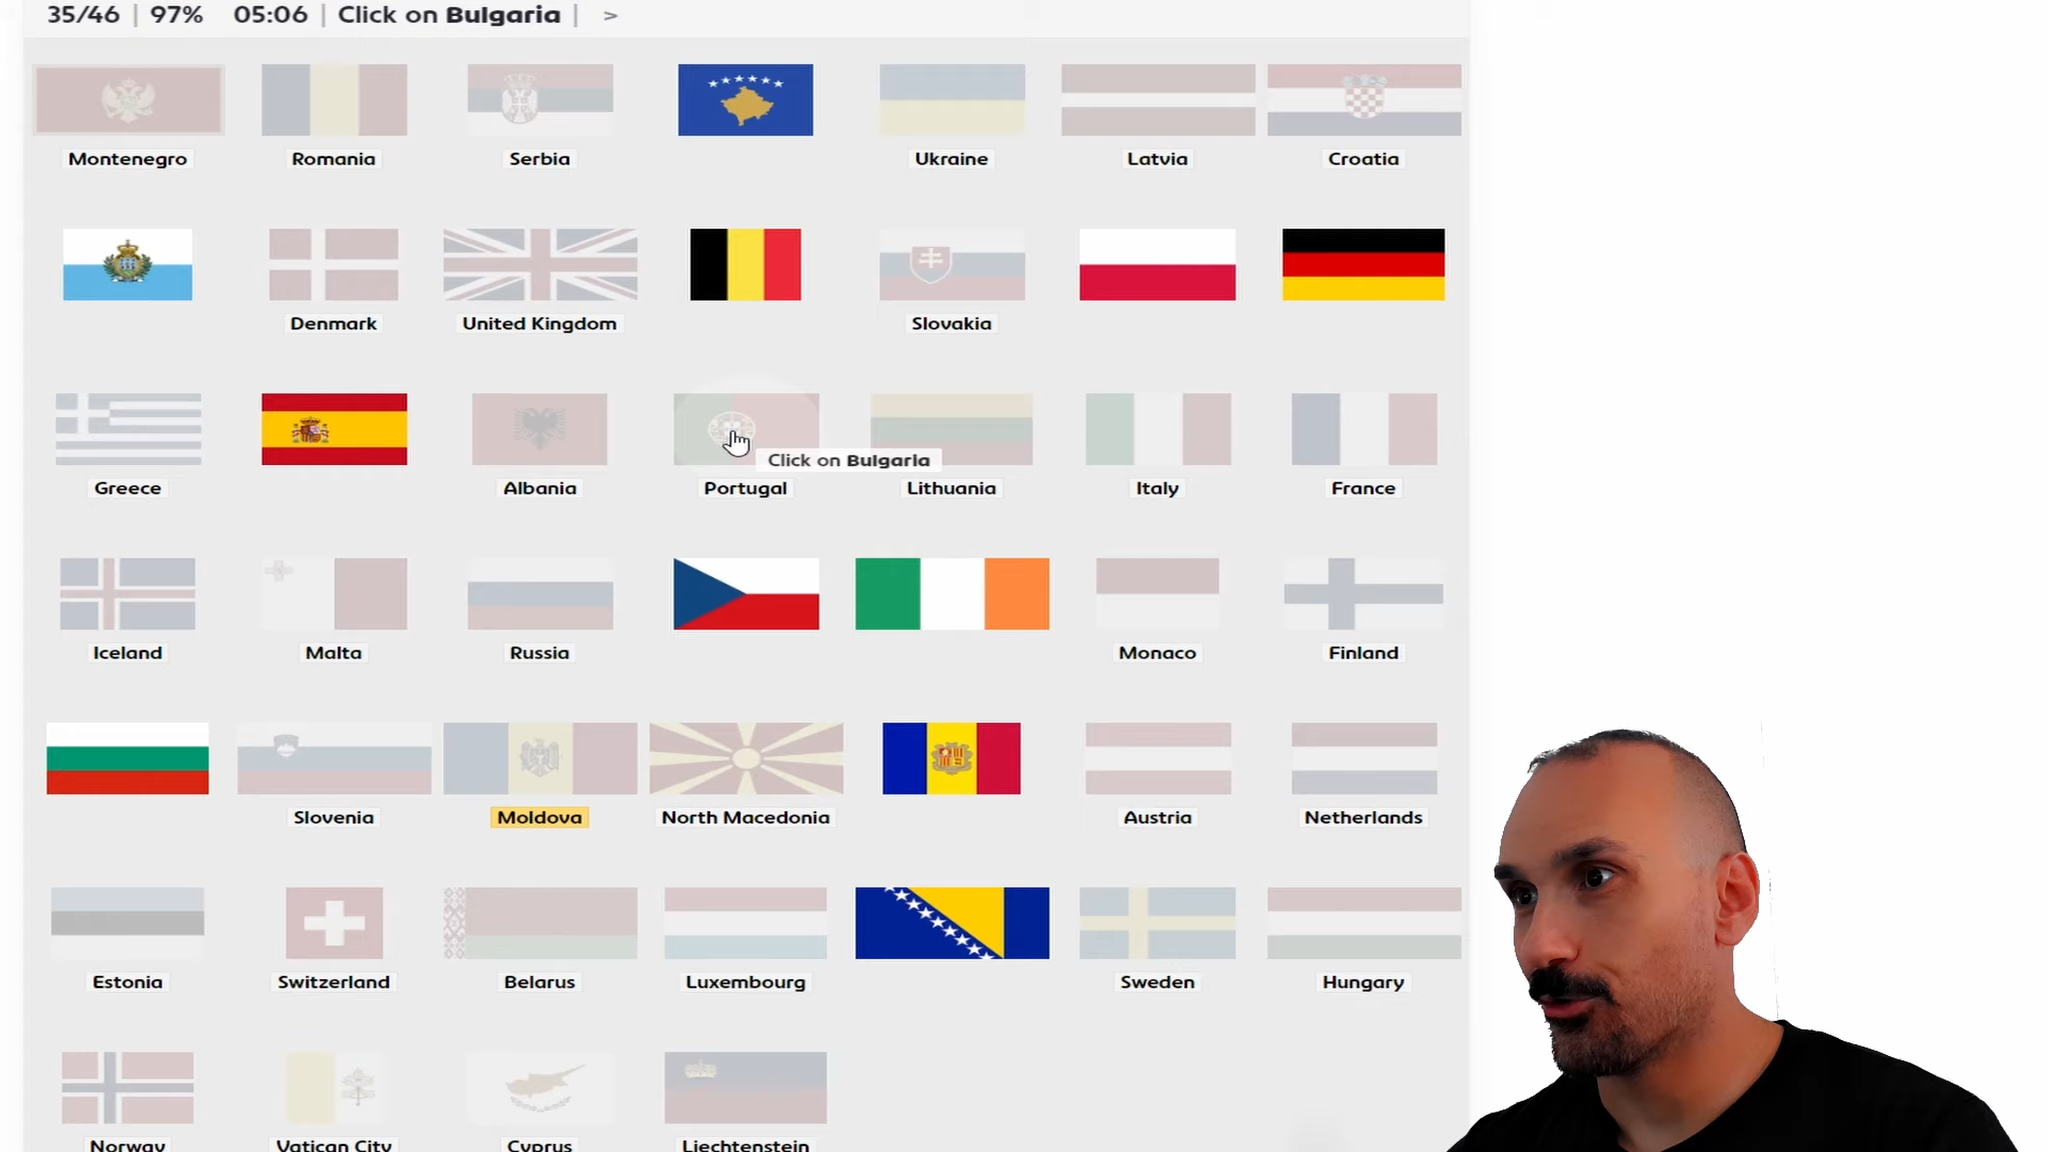 35/46 | 97% 05:06 | Click on Bulgaria | >
Montenegro
Romania
Serbia
Ukraine
Latvia
Croatia
Denmark
United Kingdom
Slovakia
Click on Bulgaria
Greece
Albania
Portugal
Lithuania
Italy
France
Iceland
Malta
Russia
Monaco
Finland
Slovenia
Moldova
North Macedonia
Austria
Netherlands
Estonia
Switzerland
Belarus
Luxembourg
Sweden
Hungary
Norway
Vatican City
Cyprus
Liechtenstein